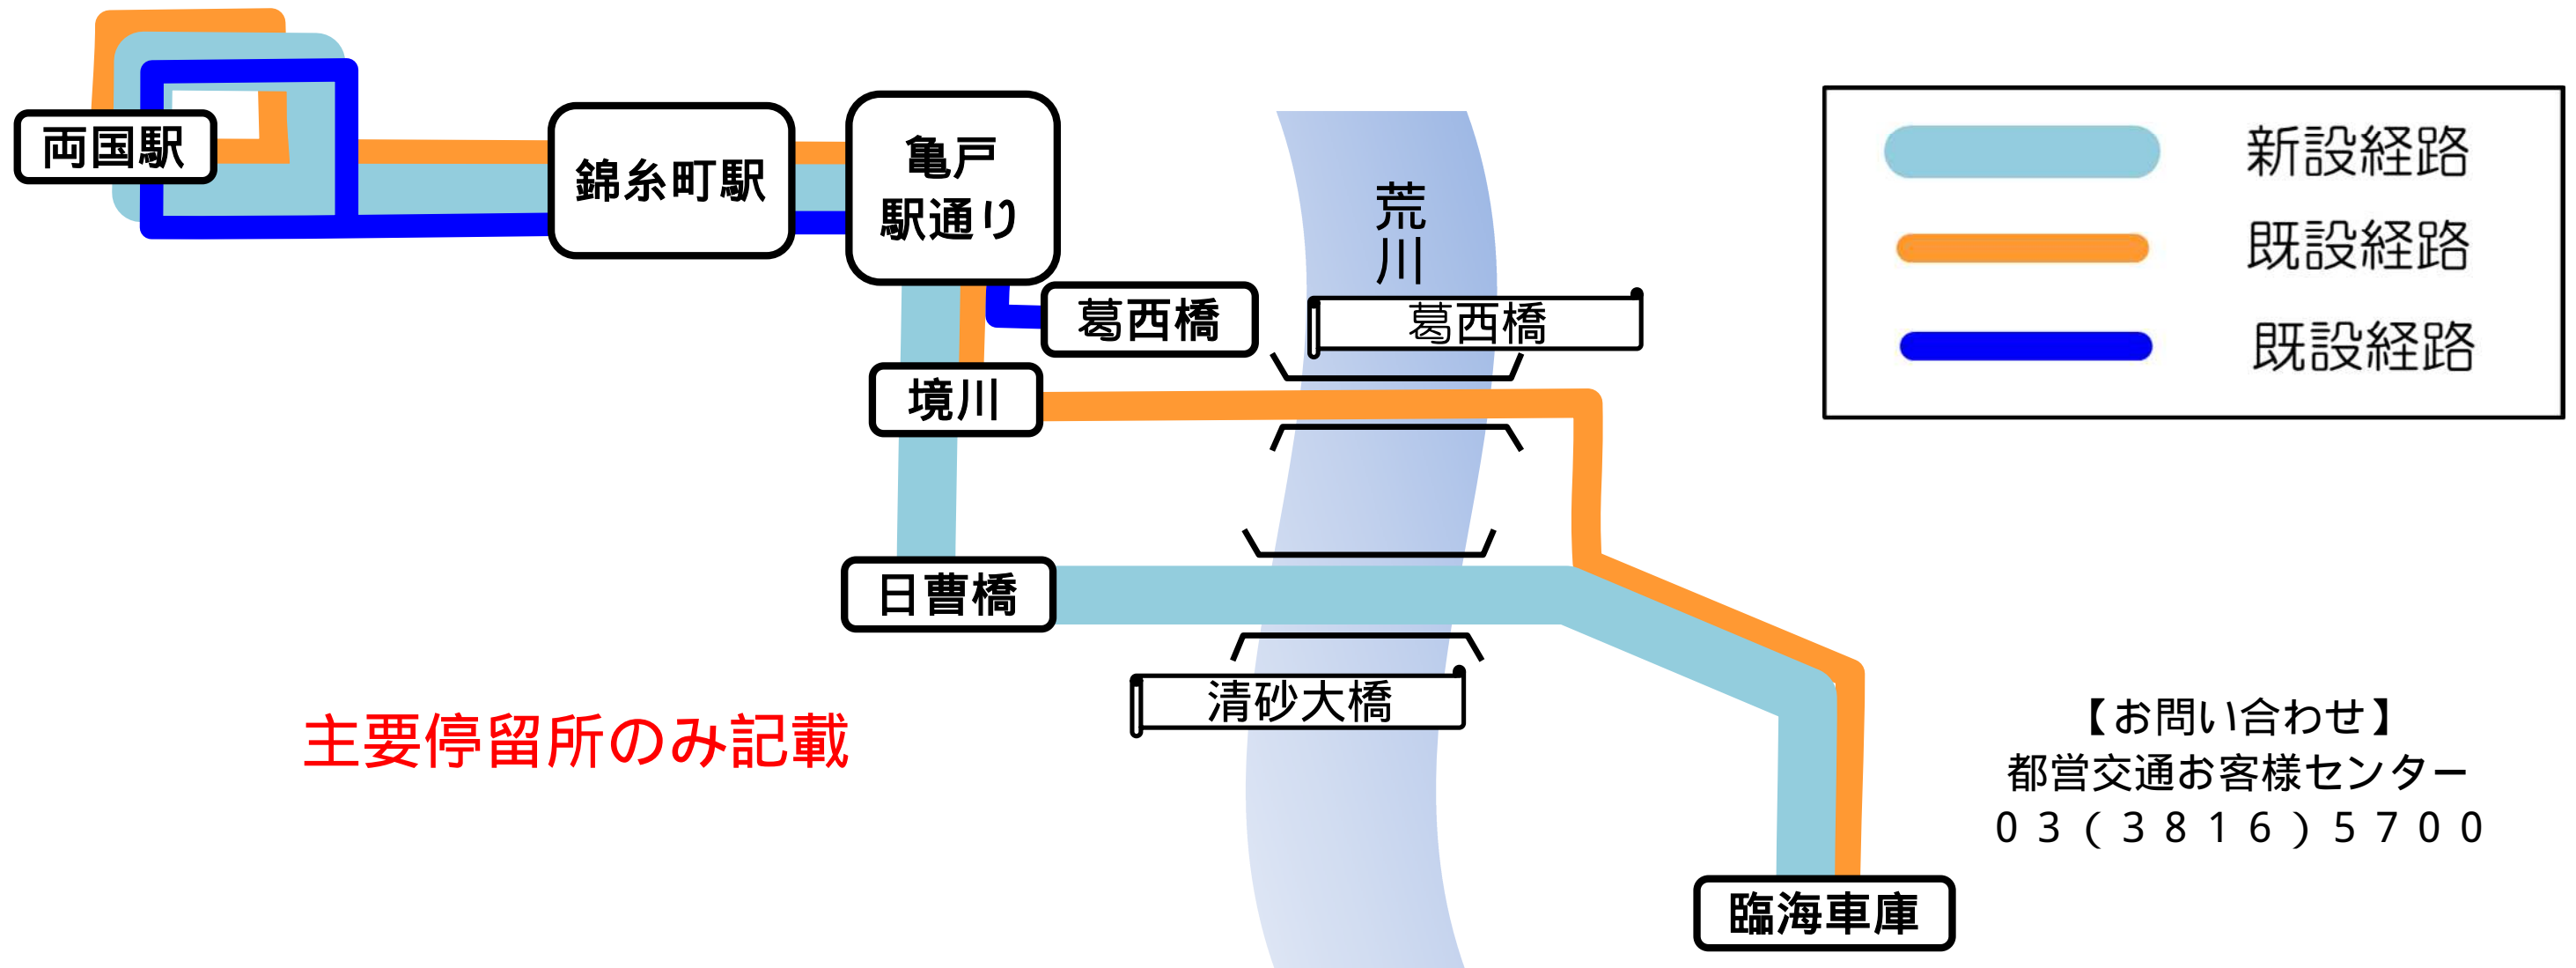 両国駅
錦糸町駅
亀戸
駅通り
葛西橋
境川
日曹橋
荒川
葛西橋
清砂大橋
臨海車庫
新設経路
既設経路
既設経路
主要停留所のみ記載
【お問い合わせ】
都営交通お客様センター
03(3816)5700